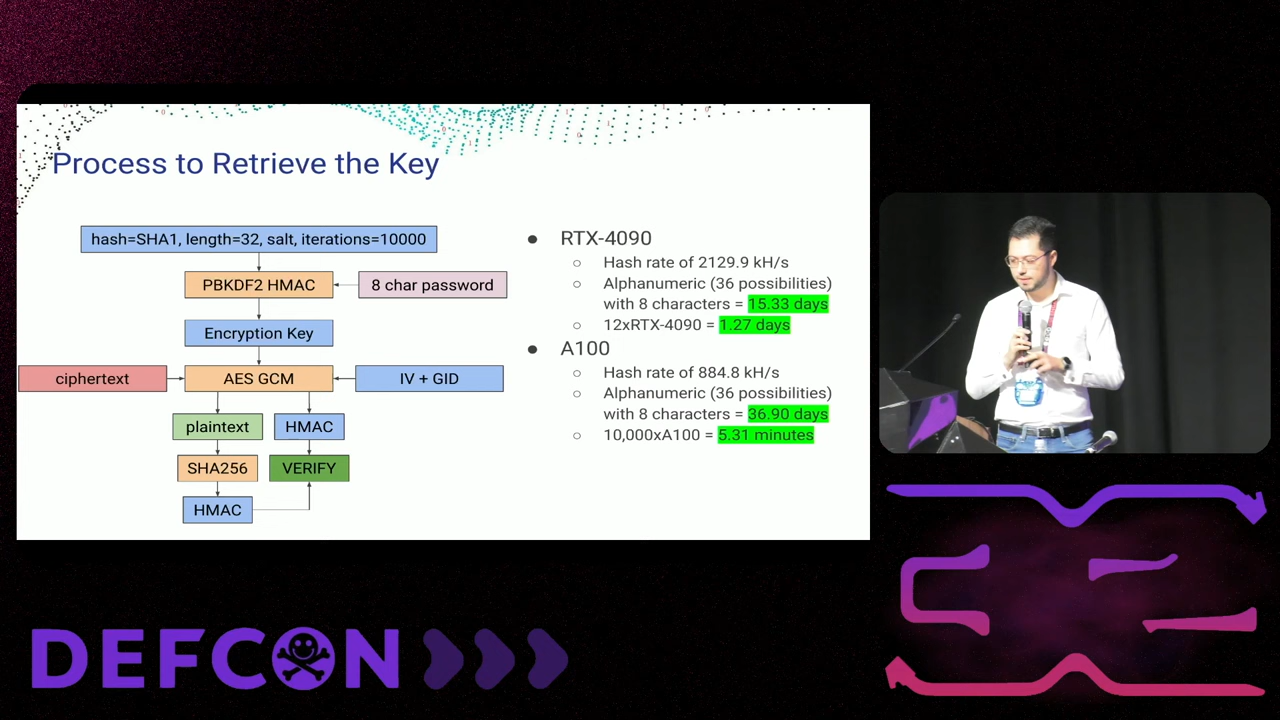 Process to Retrieve the Key
hash=SHA1, length=32, salt, iterations=10000
PBKDF2 HMAC
8 char password
Encryption Key
ciphertext
AES GCM
IV + GID
plaintext
HMAC
SHA256
VERIFY
HMAC
● RTX-4090
○ Hash rate of 2129.9 kH/s
○ Alphanumeric (36 possibilities)
with 8 characters = 15.33 days
○ 12xRTX-4090 = 1.27 days
● A100
○ Hash rate of 884.8 kH/s
○ Alphanumeric (36 possibilities)
with 8 characters = 36.90 days
○ 10,000xA100 = 5.31 minutes
DEFCON